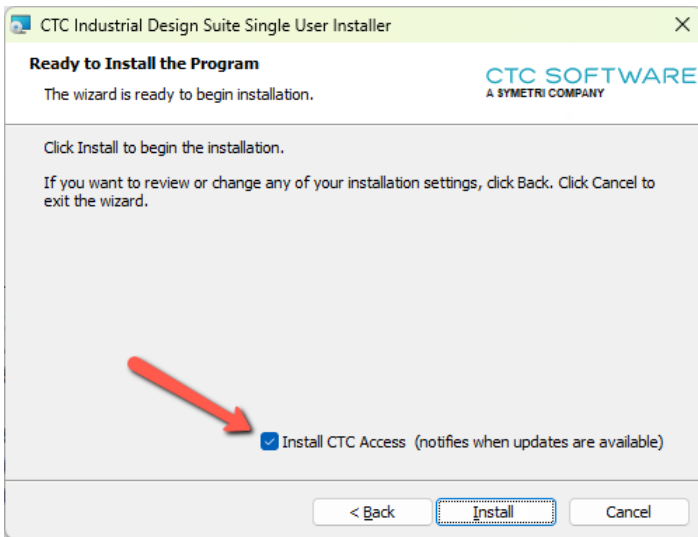 CTC Industrial Design Suite Single User Installer
Ready to Install the Program
The wizard is ready to begin installation.
CTC SOFTWARE
A SYMETRI COMPANY
Click Install to begin the installation.
If you want to review or change any of your installation settings, click Back. Click Cancel to
exit the wizard.
Install CTC Access (notifies when updates are available)
< Back
Install
Cancel